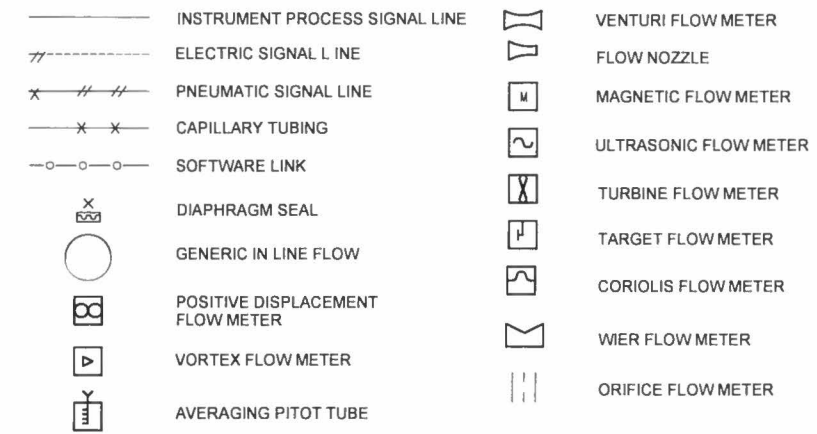 INSTRUMENT PROCESS SIGNAL LINE
ELECTRIC SIGNAL L INE
PNEUMATIC SIGNAL LINE
CAPILLARY TUBING
SOFTWARE LINK
DIAPHRAGM SEAL
GENERIC IN LINE FLOW
POSITIVE DISPLACEMENT
FLOW METER
VORTEX FLOW METER
AVERAGING PITOT TUBE
VENTURI FLOW METER
FLOW NOZZLE
M
MAGNETIC FLOW METER
ULTRASONIC FLOW METER
TURBINE FLOW METER
TARGET FLOW METER
CORIOLIS FLOW METER
WIER FLOW METER
ORIFICE FLOW METER